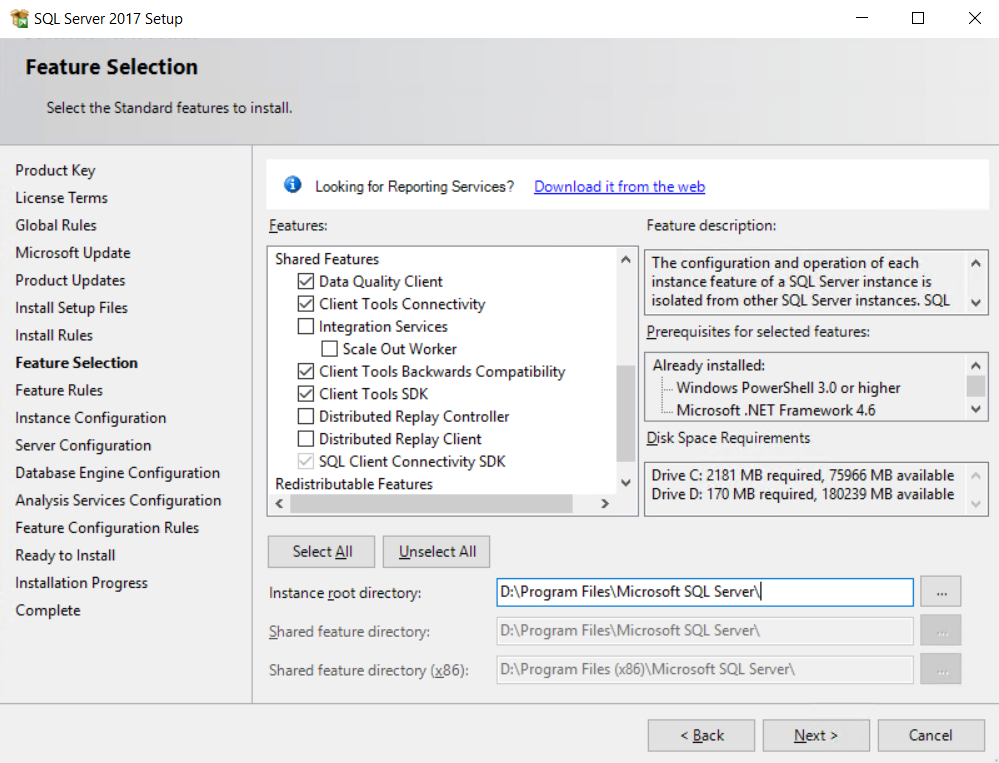 SQL Server 2017 Setup
Feature Selection
Select the Standard features to install.
Product Key
License Terms
Global Rules
Microsoft Update
Product Updates
Install Setup Files
Install Rules
Feature Selection
Feature Rules
Instance Configuration
Server Configuration
Database Engine Configuration
Analysis Services Configuration
Feature Configuration Rules
Ready to Install
Installation Progress
Complete
Looking for Reporting Services? Download it from the web
Features:
Shared Features
Data Quality Client
Client Tools Connectivity
Integration Services
Scale Out Worker
Client Tools Backwards Compatibility
Client Tools SDK
Distributed Replay Controller
Distributed Replay Client
SQL Client Connectivity SDK
Redistributable Features
Feature description:
The configuration and operation of each
instance feature of a SQL Server instance is
isolated from other SQL Server instances. SQL
Prerequisites for selected features:
Already installed:
Windows PowerShell 3.0 or higher
Microsoft .NET Framework 4.6
Disk Space Requirements
Drive C: 2181 MB required, 75966 MB available
Drive D: 170 MB required, 180239 MB available
Select All
Unselect All
Instance root directory: D:\Program Files\Microsoft SQL Server\ ...
Shared feature directory: D:\Program Files\Microsoft SQL Server\ ...
Shared feature directory (x86): D:\Program Files (x86)\Microsoft SQL Server\ ...
< Back
Next >
Cancel